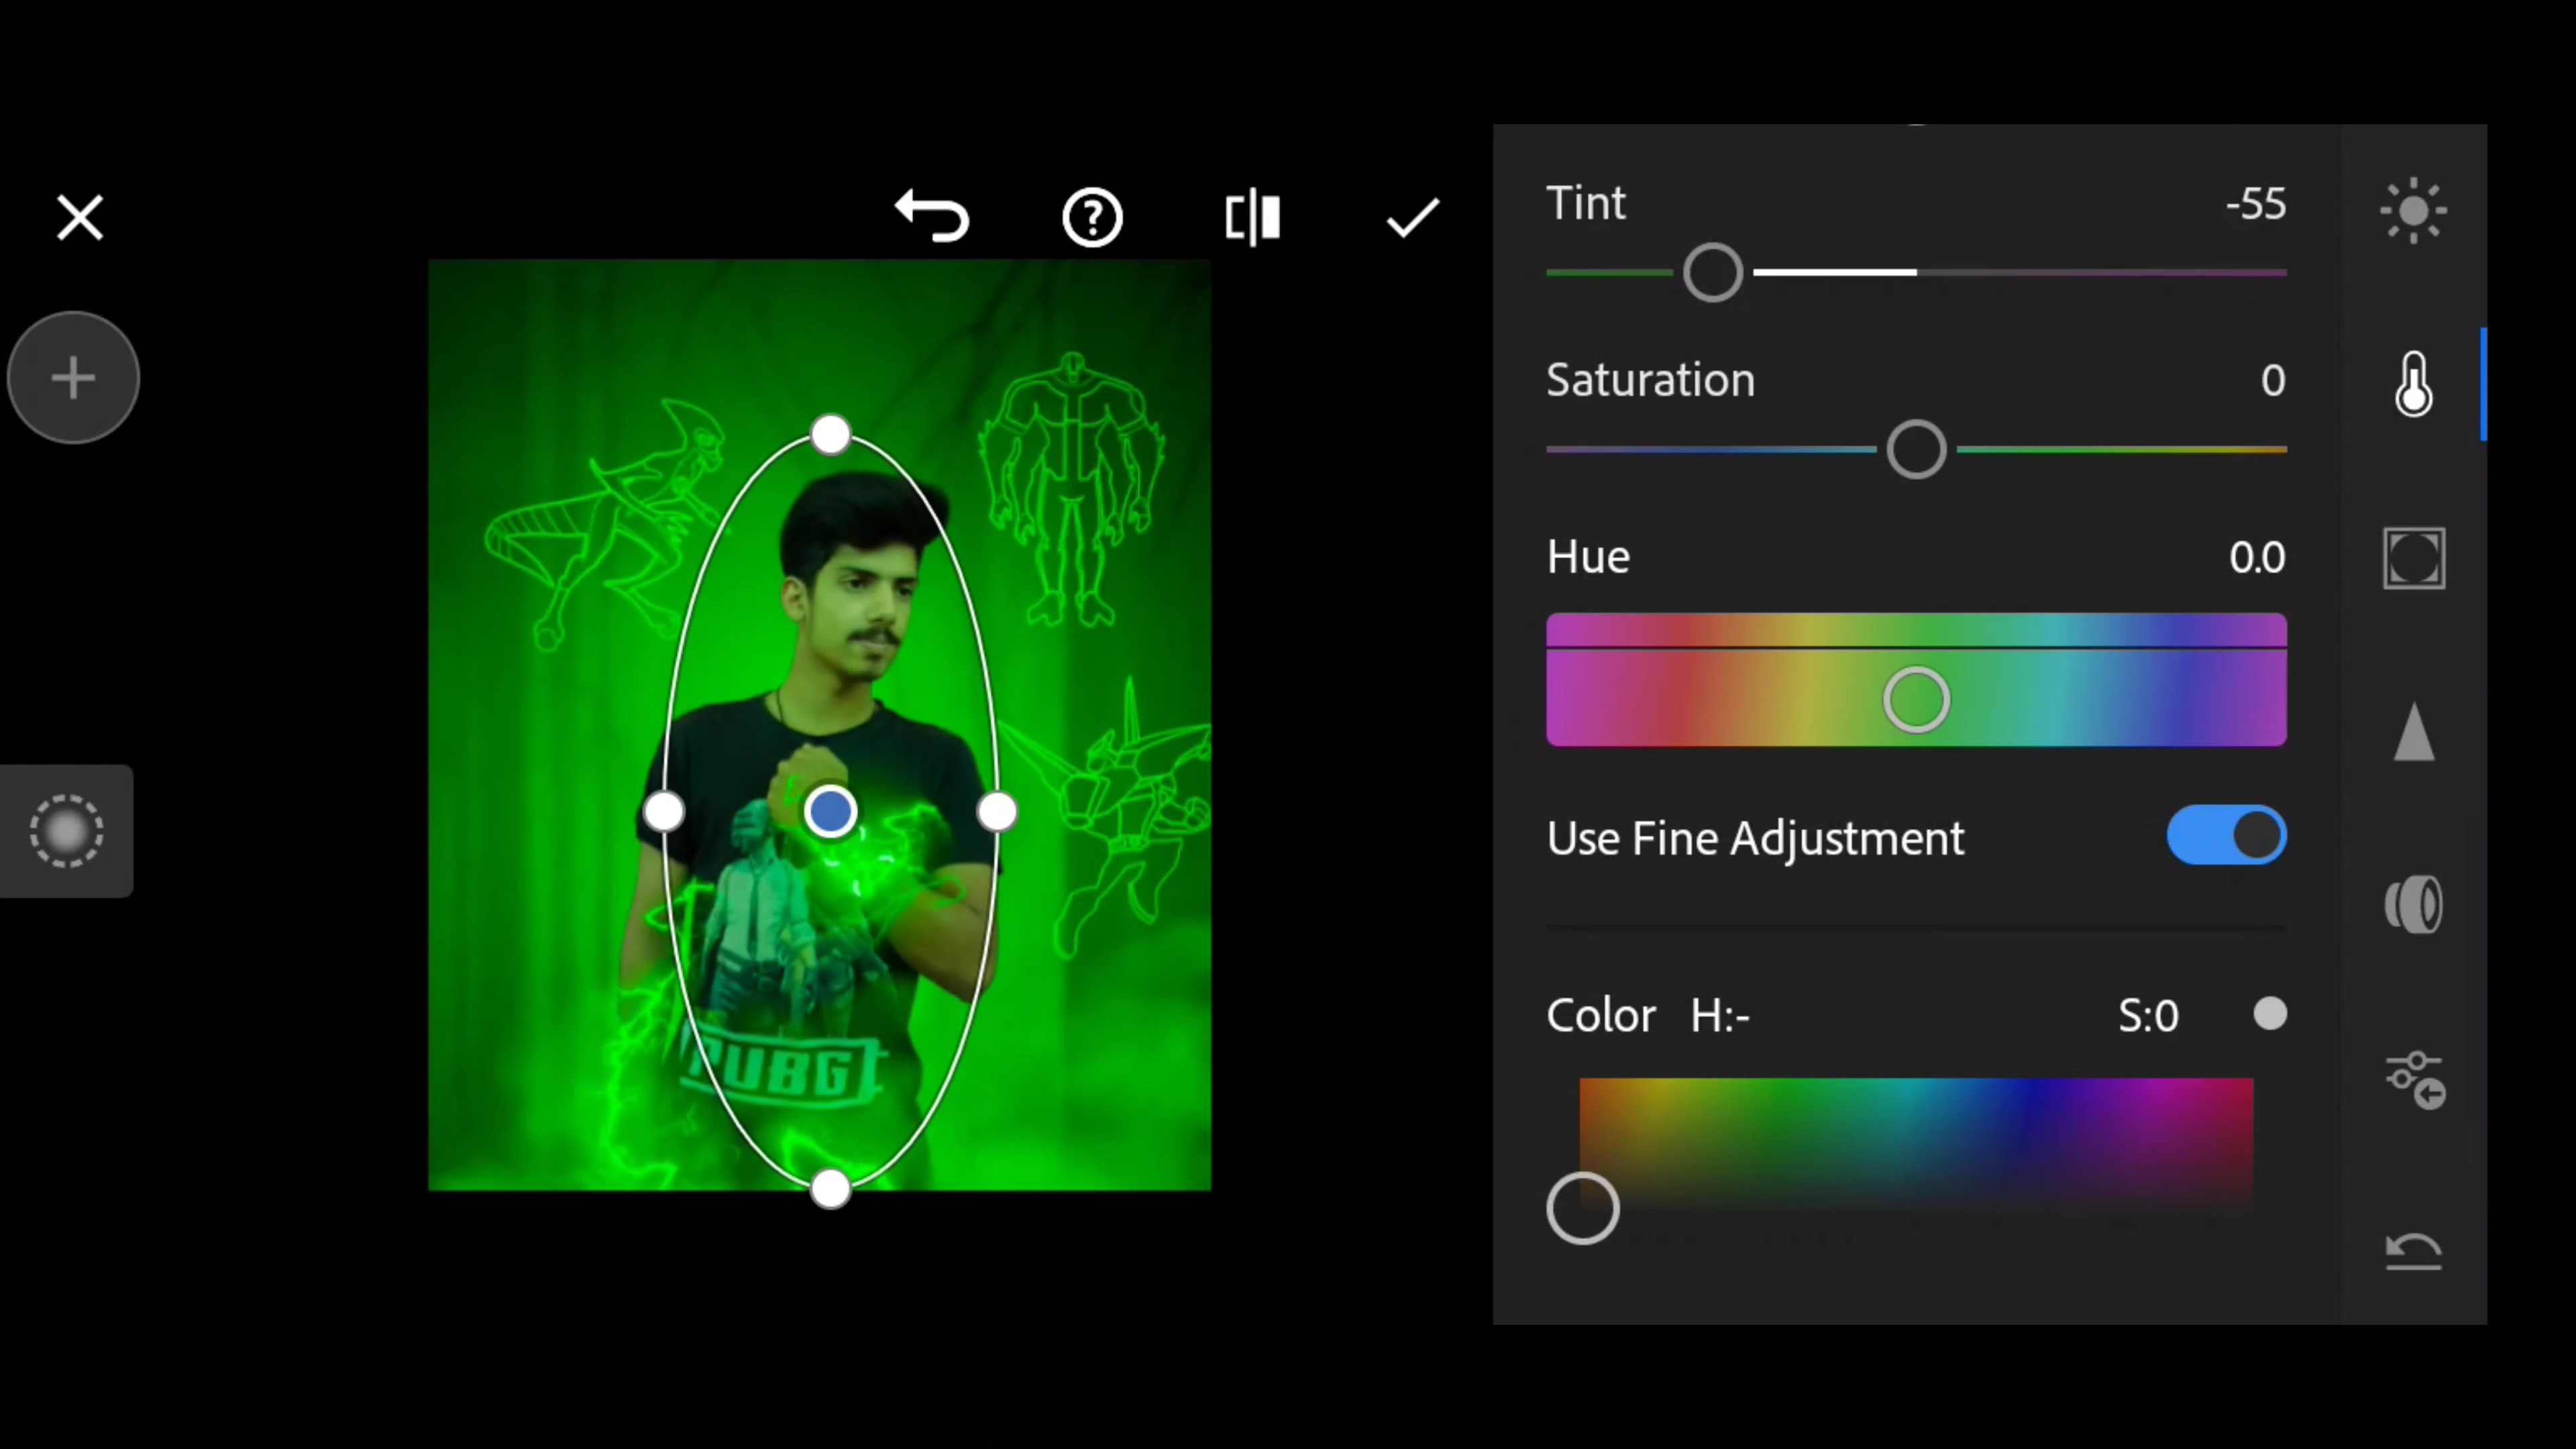 Tint -55
Saturation 0
Hue 0.0
Use Fine Adjustment
Color H:- S:0
PUBG